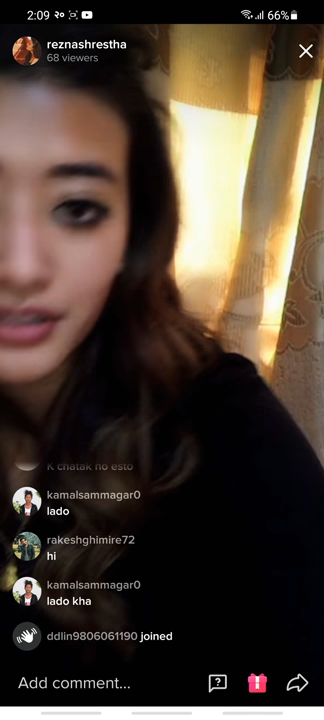 2:09 २० 66%
reznashrestha
68 viewers
K chatak ho esto
kamalsammagar0
lado
rakeshghimire72
hi
kamalsammagar0
lado kha
ddlin9806061190 joined
Add comment...